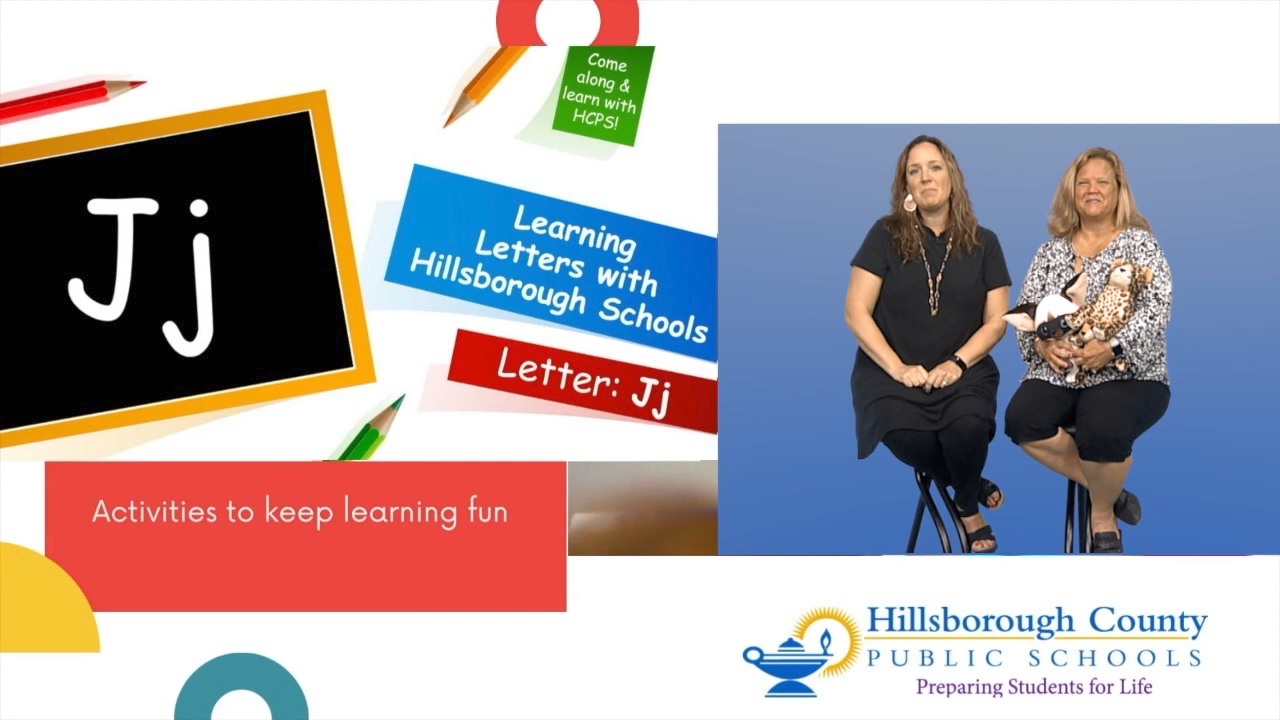 Come
along &
learn with
HCPS!
Jj
Learning
Letters with
Hillsborough Schools
Letter: Jj
Activities to keep learning fun
Hillsborough County
PUBLIC SCHOOLS
Preparing Students for Life